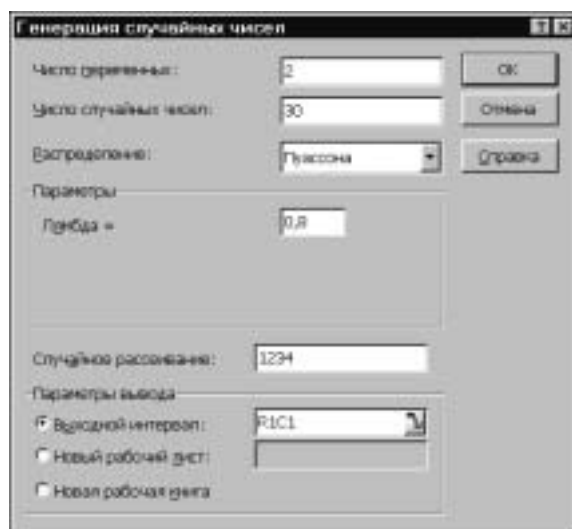 Генерация случайных чисел
Число переменных: 2 OK
Число случайных чисел: 30 Отмена
Распределение: Пуассона Справка
Параметры
Лямбда = 0,8
Случайное рассеивание: 1234
Параметры вывода
Выходной интервал: R1C1
Новый рабочий лист:
Новая рабочая книга